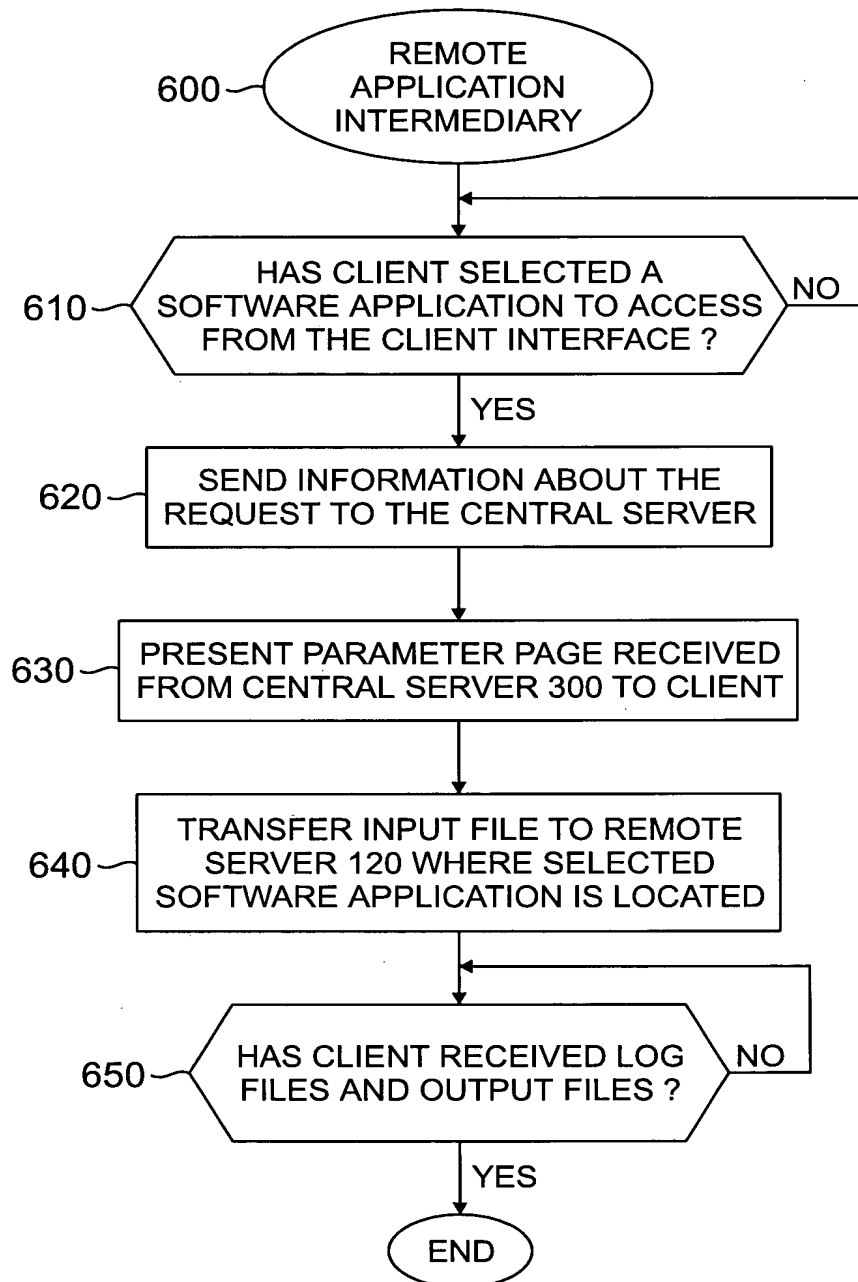 REMOTE
APPLICATION
INTERMEDIARY
600
HAS CLIENT SELECTED A
SOFTWARE APPLICATION TO ACCESS
FROM THE CLIENT INTERFACE ?
610
NO
YES
SEND INFORMATION ABOUT THE
REQUEST TO THE CENTRAL SERVER
620
PRESENT PARAMETER PAGE RECEIVED
FROM CENTRAL SERVER 300 TO CLIENT
630
TRANSFER INPUT FILE TO REMOTE
SERVER 120 WHERE SELECTED
SOFTWARE APPLICATION IS LOCATED
640
HAS CLIENT RECEIVED LOG
FILES AND OUTPUT FILES ?
650
NO
YES
END